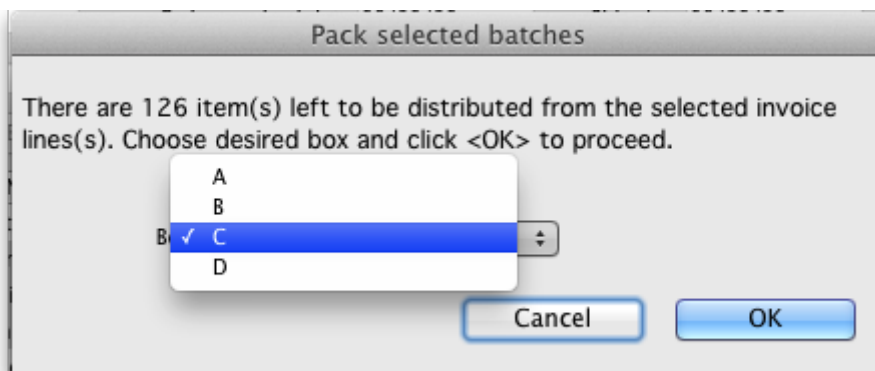 Pack selected batches
There are 126 item(s) left to be distributed from the selected invoice
lines(s). Choose desired box and click <OK> to proceed.
A
B
✓ C
D
Cancel
OK